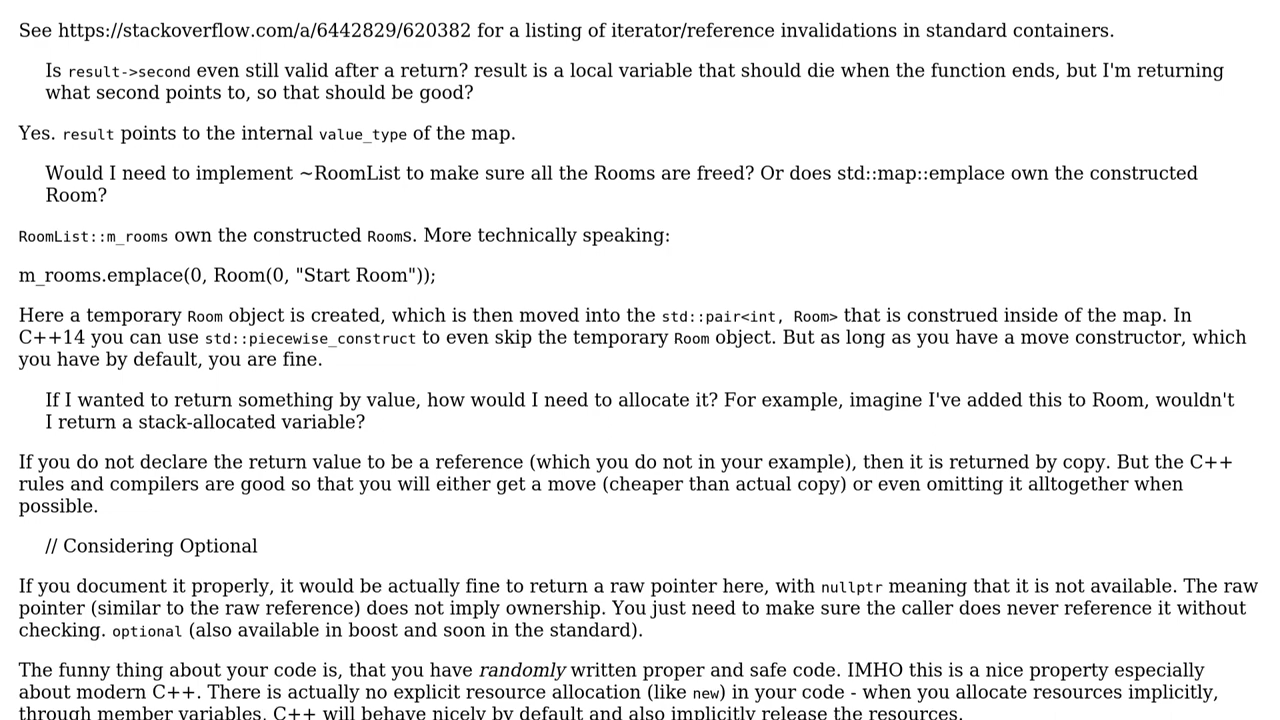 See https://stackoverflow.com/a/6442829/620382 for a listing of iterator/reference invalidations in standard containers.
Is result->second even still valid after a return? result is a local variable that should die when the function ends, but I'm returning
what second points to, so that should be good?
Yes. result points to the internal value_type of the map.
Would I need to implement ~RoomList to make sure all the Rooms are freed? Or does std::map::emplace own the constructed
Room?
RoomList::m_rooms own the constructed Rooms. More technically speaking:
m_rooms.emplace(0, Room(0, "Start Room"));
Here a temporary Room object is created, which is then moved into the std::pair<int, Room> that is construed inside of the map. In
C++14 you can use std::piecewise_construct to even skip the temporary Room object. But as long as you have a move constructor, which
you have by default, you are fine.
If I wanted to return something by value, how would I need to allocate it? For example, imagine I've added this to Room, wouldn't
I return a stack-allocated variable?
If you do not declare the return value to be a reference (which you do not in your example), then it is returned by copy. But the C++
rules and compilers are good so that you will either get a move (cheaper than actual copy) or even omitting it alltogether when
possible.
// Considering Optional
If you document it properly, it would be actually fine to return a raw pointer here, with nullptr meaning that it is not available. The raw
pointer (similar to the raw reference) does not imply ownership. You just need to make sure the caller does never reference it without
checking. optional (also available in boost and soon in the standard).
The funny thing about your code is, that you have randomly written proper and safe code. IMHO this is a nice property especially
about modern C++. There is actually no explicit resource allocation (like new) in your code - when you allocate resources implicitly,
through member variables, C++ will behave nicely by default and also implicitly release the resources.